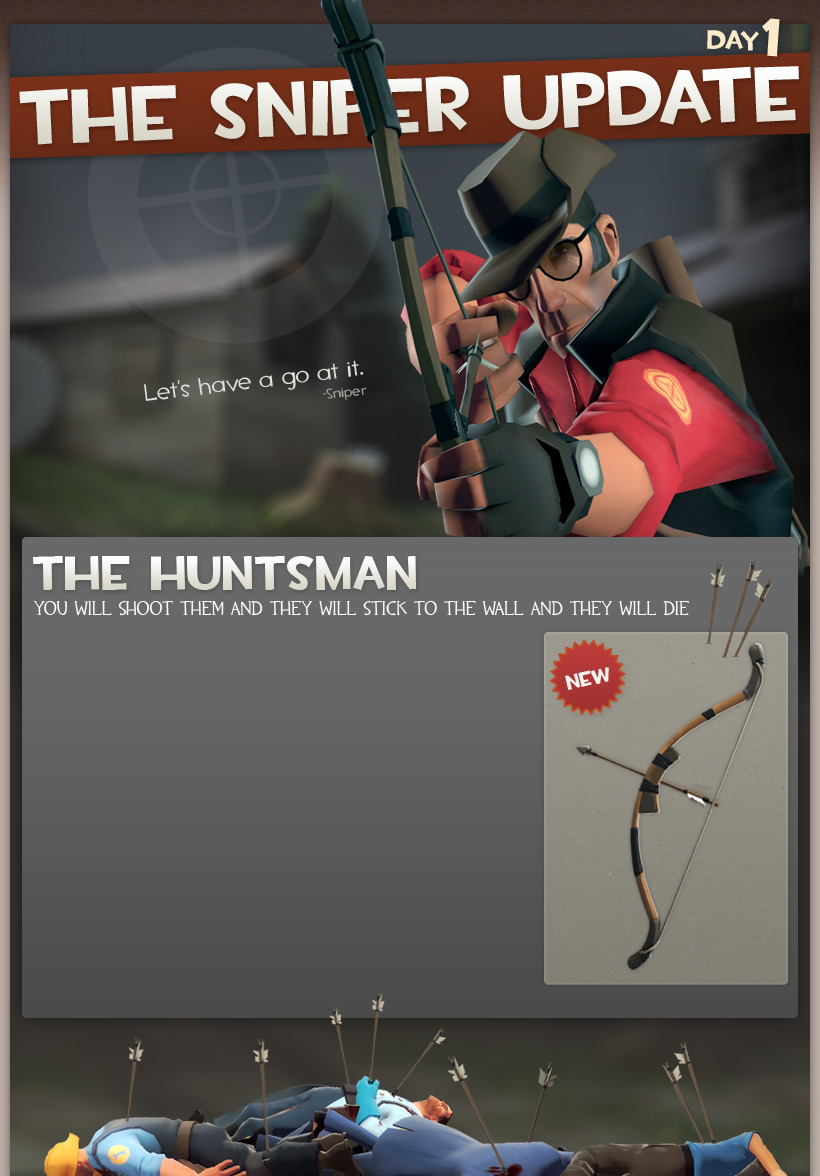 DAY 1
THE SNIPER UPDATE
Let's have a go at it.
-Sniper
THE HUNTSMAN
YOU WILL SHOOT THEM AND THEY WILL STICK TO THE WALL AND THEY WILL DIE
NEW